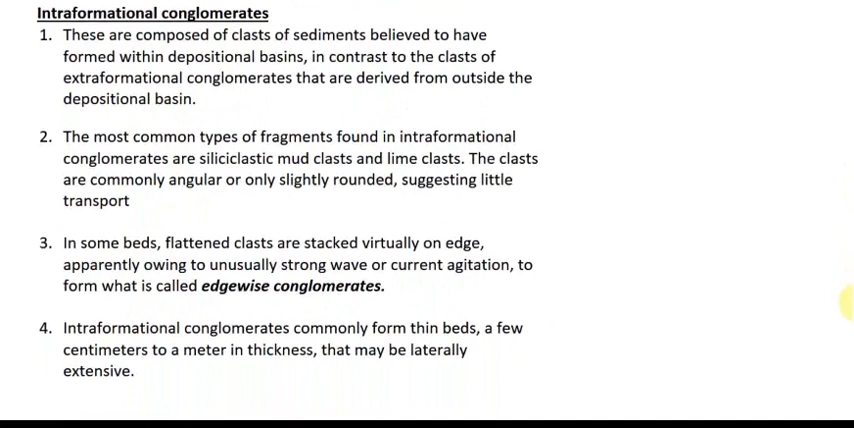 Intraformational conglomerates
1. These are composed of clasts of sediments believed to have
formed within depositional basins, in contrast to the clasts of
extraformational conglomerates that are derived from outside the
depositional basin.
2. The most common types of fragments found in intraformational
conglomerates are siliciclastic mud clasts and lime clasts. The clasts
are commonly angular or only slightly rounded, suggesting little
transport
3. In some beds, flattened clasts are stacked virtually on edge,
apparently owing to unusually strong wave or current agitation, to
form what is called edgewise conglomerates.
4. Intraformational conglomerates commonly form thin beds, a few
centimeters to a meter in thickness, that may be laterally
extensive.